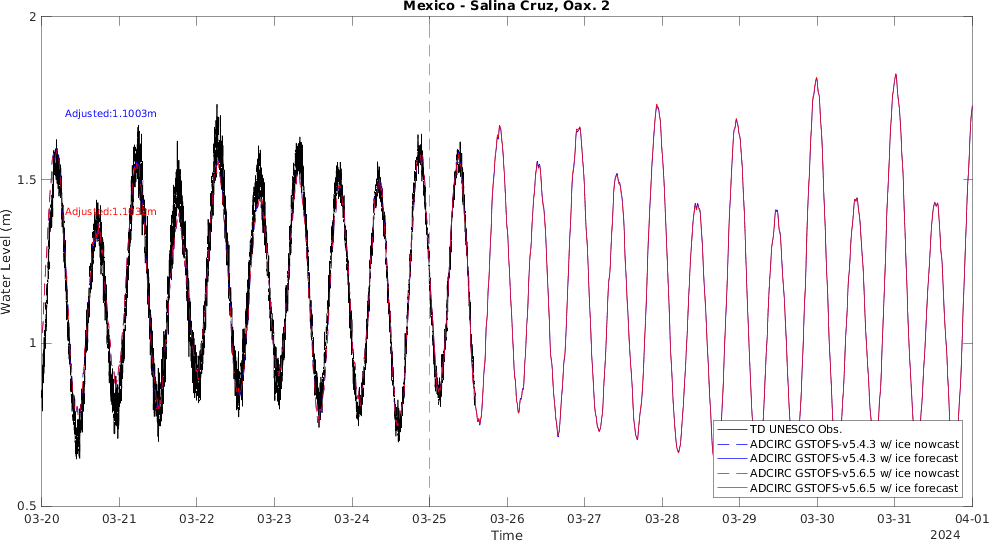 Mexico - Salina Cruz, Oax. 2
Water Level (m)
2
1.5
1
0.5
Adjusted:1.1003m
03-20
03-21
03-22
03-23
03-24
03-25
03-26
03-27
03-28
03-29
03-30
03-31
04-01
2024
Time
TD UNESCO Obs.
ADCIRC GSTOFS-v5.4.3 w/ ice nowcast
ADCIRC GSTOFS-v5.4.3 w/ ice forecast
ADCIRC GSTOFS-v5.6.5 w/ ice nowcast
ADCIRC GSTOFS-v5.6.5 w/ ice forecast